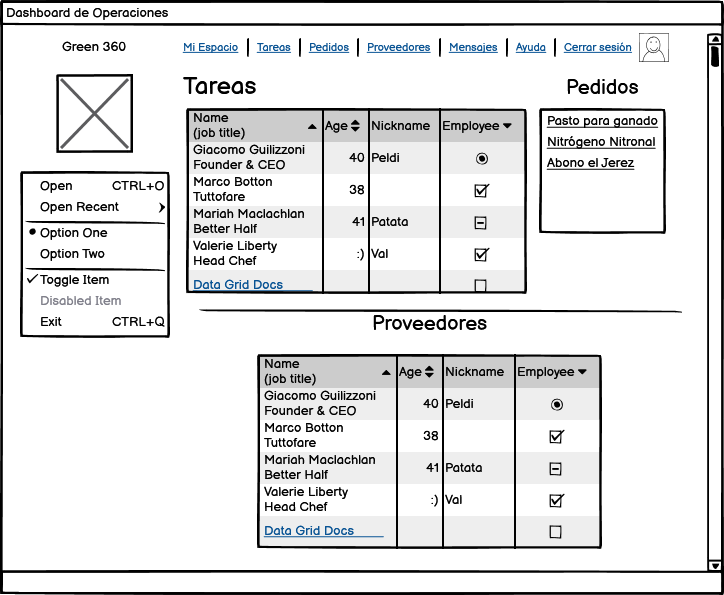 Dashboard de Operaciones
Green 360
Mi Espacio Tareas Pedidos Proveedores Mensajes Ayuda Cerrar sesión
Tareas
Name
(job title) Age Nickname Employee
Giacomo Guilizzoni
Founder & CEO 40 Peldi
Marco Botton
Tuttofare 38
Mariah Maclachlan
Better Half 41 Patata
Valerie Liberty
Head Chef :) Val
Data Grid Docs
Pedidos
Pasto para ganado
Nitrógeno Nitronal
Abono el Jerez
Open CTRL+O
Open Recent
Option One
Option Two
Toggle Item
Disabled Item
Exit CTRL+Q
Proveedores
Name
(job title) Age Nickname Employee
Giacomo Guilizzoni
Founder & CEO 40 Peldi
Marco Botton
Tuttofare 38
Mariah Maclachlan
Better Half 41 Patata
Valerie Liberty
Head Chef :) Val
Data Grid Docs